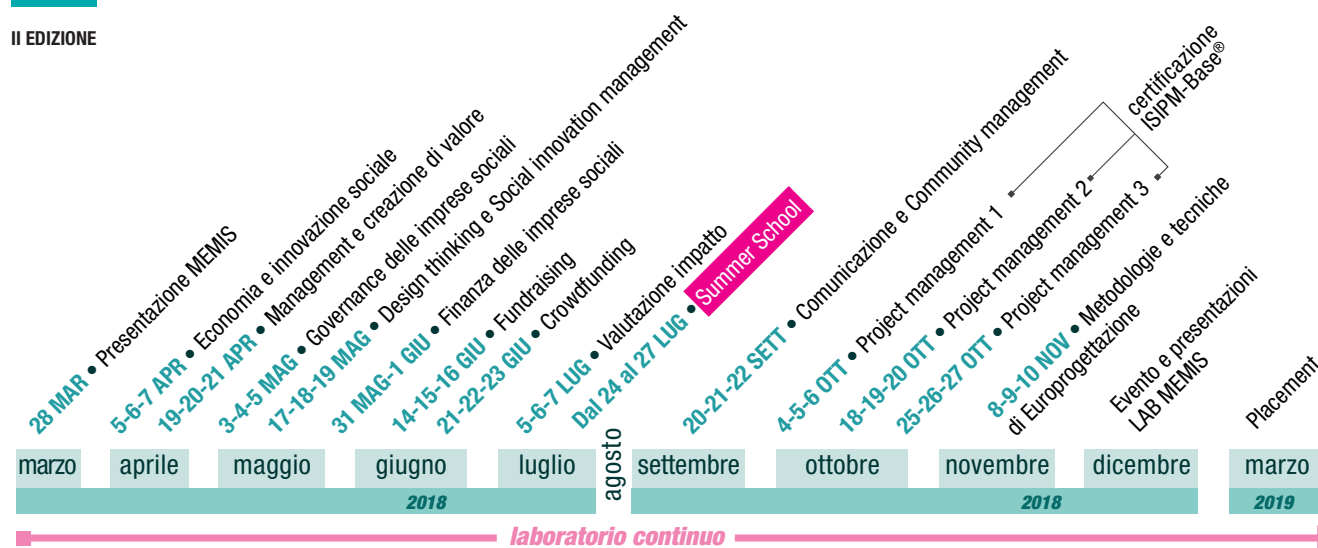 II EDIZIONE
28 MAR • Presentazione MEMIS
5-6-7 APR • Economia e innovazione sociale
19-20-21 APR • Management e creazione di valore
3-4-5 MAG • Governance delle imprese sociali
17-18-19 MAG • Design thinking e Social innovation management
31 MAG-1 GIU • Finanza delle imprese sociali
14-15-16 GIU • Fundraising
21-22-23 GIU • Crowdfunding
5-6-7 LUG • Valutazione impatto
Dal 24 al 27 LUG • Summer School
20-21-22 SETT • Comunicazione e Community management
4-5-6 OTT • Project management 1
18-19-20 OTT • Project management 2
25-26-27 OTT • Project management 3
certificazione
ISIPM-Base®
8-9-10 NOV • Metodologie e tecniche
di Europrogettazione
Evento e presentazioni
LAB MEMIS
Placement
marzo aprile maggio giugno luglio agosto settembre ottobre novembre dicembre marzo
2018 2018 2019
laboratorio continuo